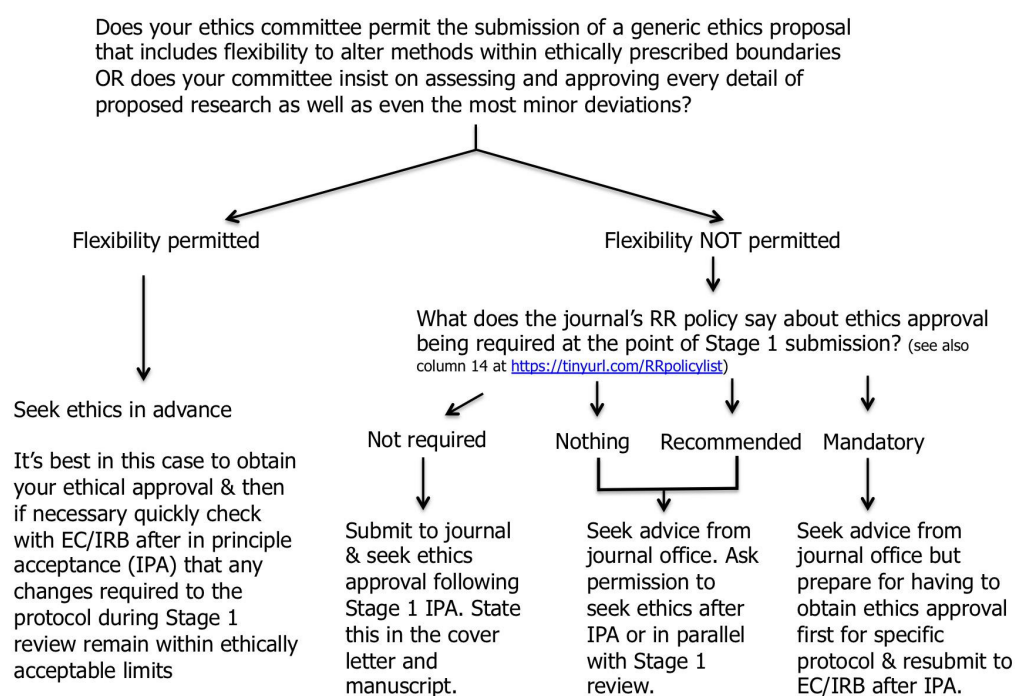 Does your ethics committee permit the submission of a generic ethics proposal
that includes flexibility to alter methods within ethically prescribed boundaries
OR does your committee insist on assessing and approving every detail of
proposed research as well as even the most minor deviations?
Flexibility permitted
Flexibility NOT permitted
Seek ethics in advance
It’s best in this case to obtain
your ethical approval & then
if necessary quickly check
with EC/IRB after in principle
acceptance (IPA) that any
changes required to the
protocol during Stage 1
review remain within ethically
acceptable limits
What does the journal’s RR policy say about ethics approval
being required at the point of Stage 1 submission? (see also
column 14 at https://tinyurl.com/RRpolicylist)
Not required
Nothing
Recommended
Mandatory
Submit to journal
& seek ethics
approval following
Stage 1 IPA. State
this in the cover
letter and
manuscript.
Seek advice from
journal office. Ask
permission to
seek ethics after
IPA or in parallel
with Stage 1
review.
Seek advice from
journal office but
prepare for having to
obtain ethics approval
first for specific
protocol & resubmit to
EC/IRB after IPA.